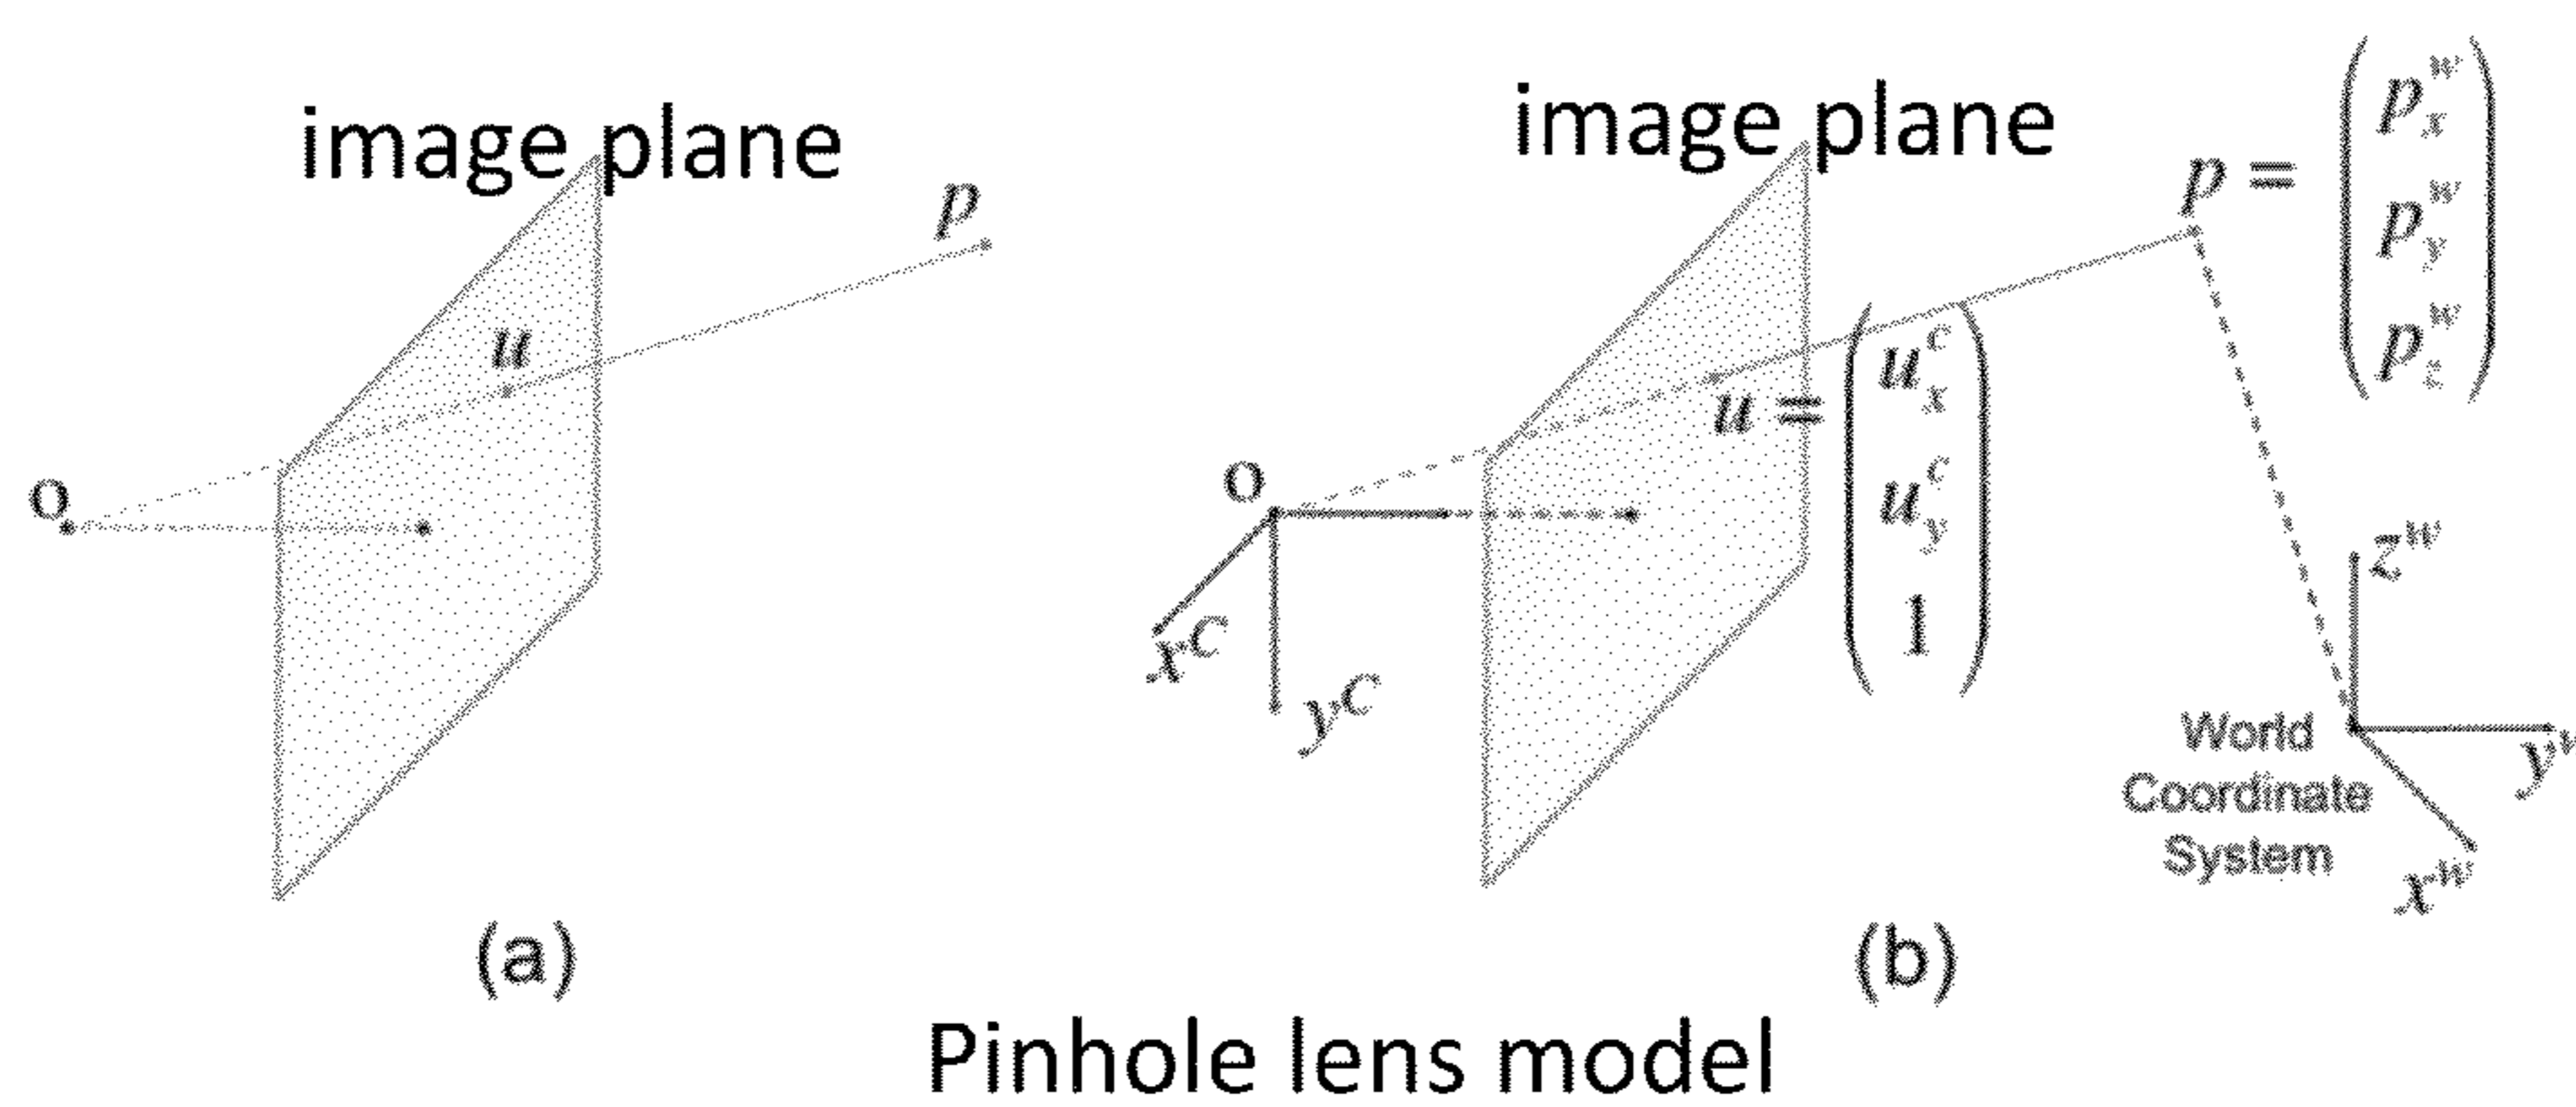 image plane
p
u
o
(a)
image plane
p = (p_x^w p_y^w p_z^w)
u = (u_x^c u_y^c 1)
o
x^C
y^C
z^w
World
Coordinate
System
y^w
x^w
(b)
Pinhole lens model